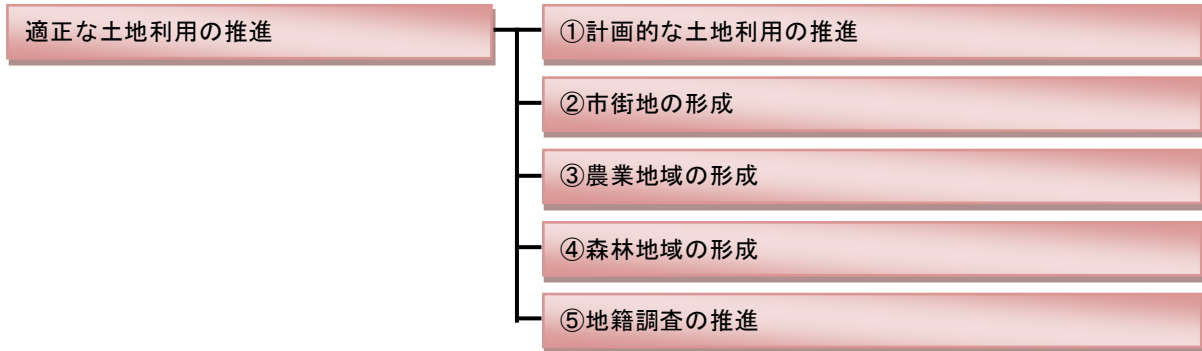 適正な土地利用の推進
①計画的な土地利用の推進
②市街地の形成
③農業地域の形成
④森林地域の形成
⑤地籍調査の推進